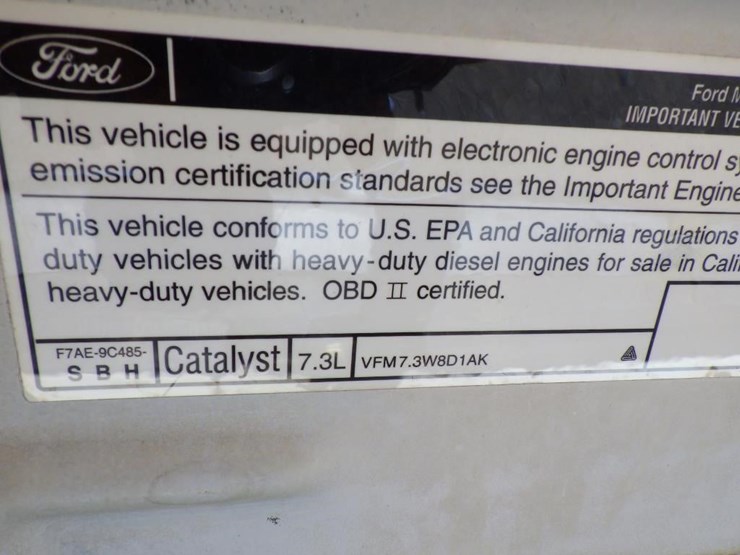 Ford
Ford M
IMPORTANT VE
This vehicle is equipped with electronic engine control sy
emission certification standards see the Important Engine
This vehicle conforms to U.S. EPA and California regulations
duty vehicles with heavy-duty diesel engines for sale in Cali
heavy-duty vehicles. OBD II certified.
F7AE-9C485-
S B H
Catalyst 7.3L VFM7.3W8D1AK